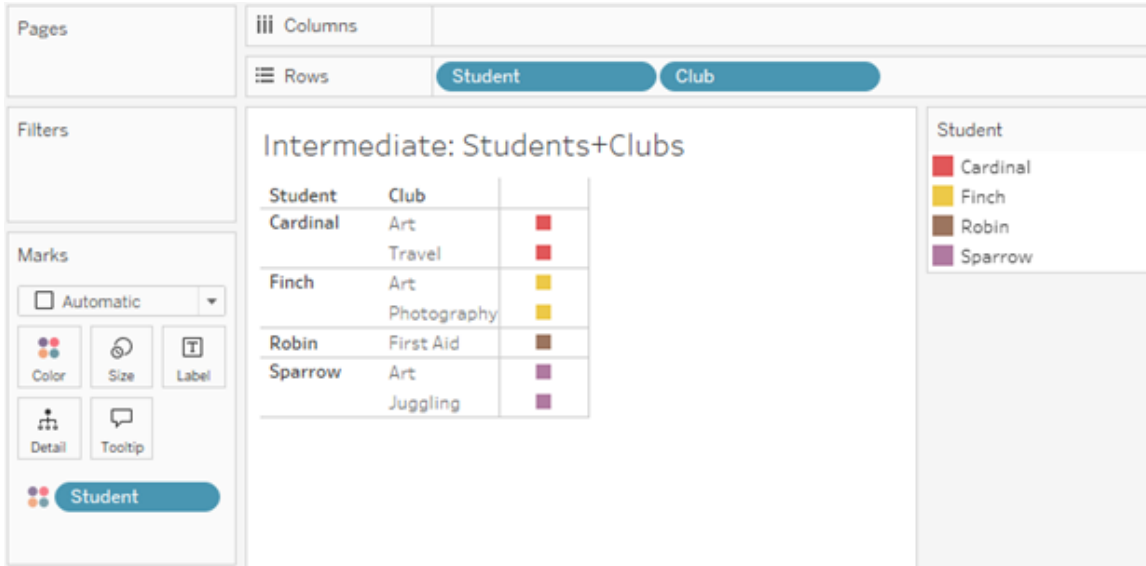 Pages
Columns
Rows Student Club
Filters
Intermediate: Students+Clubs
Student Club
Cardinal Art
Travel
Finch Art
Photography
Robin First Aid
Sparrow Art
Juggling
Marks
Automatic
Color Size Label
Detail Tooltip
Student
Student
Cardinal
Finch
Robin
Sparrow